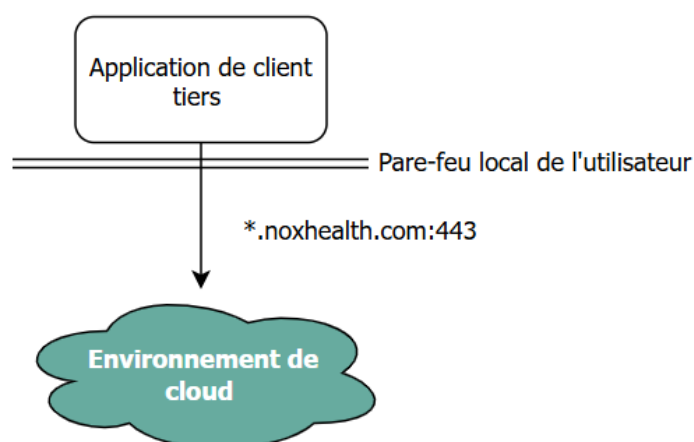 Application de client
tiers
Pare-feu local de l'utilisateur
*.noxhealth.com:443
Environnement de
cloud